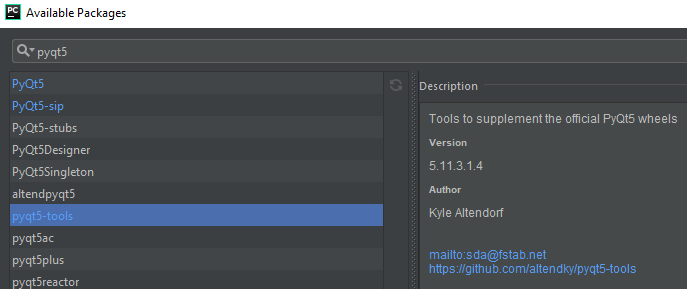 PC Available Packages
pyqt5
PyQt5
PyQt5-sip
PyQt5-stubs
PyQt5Designer
PyQt5Singleton
altendpyqt5
pyqt5-tools
pyqt5ac
pyqt5plus
pyqt5reactor
Description
Tools to supplement the official PyQt5 wheels
Version
5.11.3.1.4
Author
Kyle Altendorf
mailto:sda@fstab.net
https://github.com/altendky/pyqt5-tools